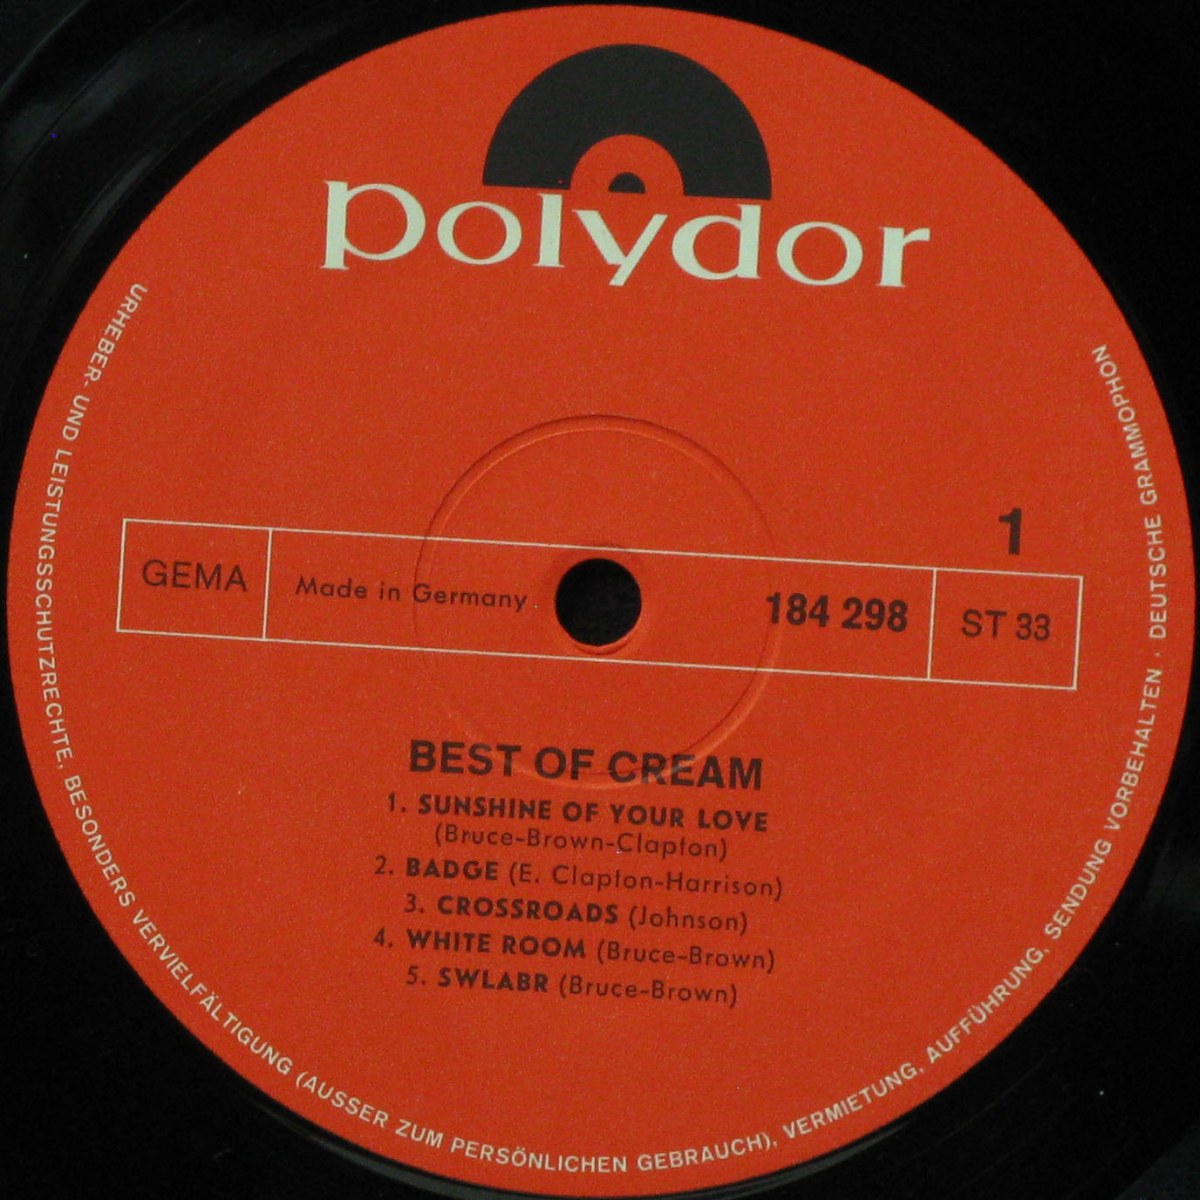 polydor
1
GEMA
Made in Germany
184 298
ST 33
BEST OF CREAM
1. SUNSHINE OF YOUR LOVE
(Bruce-Brown-Clapton)
2. BADGE (E. Clapton-Harrison)
3. CROSSROADS (Johnson)
4. WHITE ROOM (Bruce-Brown)
5. SWLABR (Bruce-Brown)
URHEBER- UND LEISTUNGSSCHUTZRECHTE, BESONDERS VERVIELFÄLTIGUNG (AUSSER ZUM PERSÖNLICHEN GEBRAUCH), VERMIETUNG, AUFFÜHRUNG, SENDUNG VORBEHALTEN · DEUTSCHE GRAMMOPHON